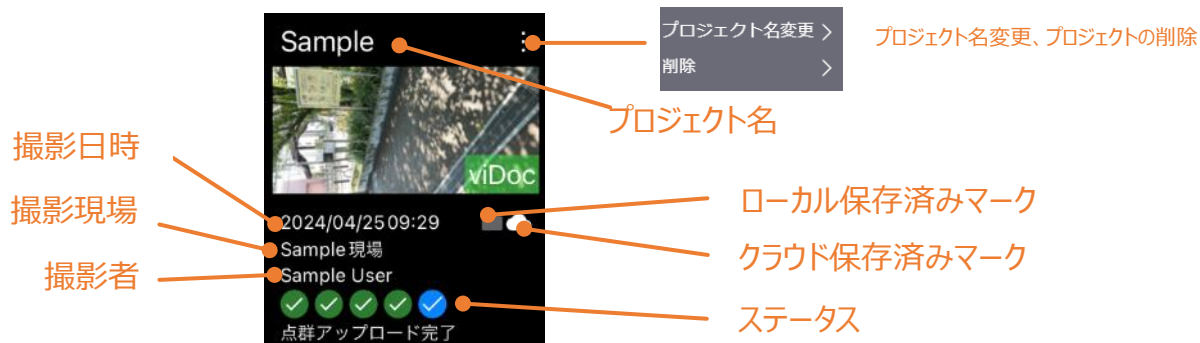 Sample
プロジェクト名変更
削除
プロジェクト名変更、プロジェクトの削除
プロジェクト名
viDoc
撮影日時
撮影現場
撮影者
2024/04/25 09:29
Sample 現場
Sample User
点群アップロード完了
ローカル保存済みマーク
クラウド保存済みマーク
ステータス